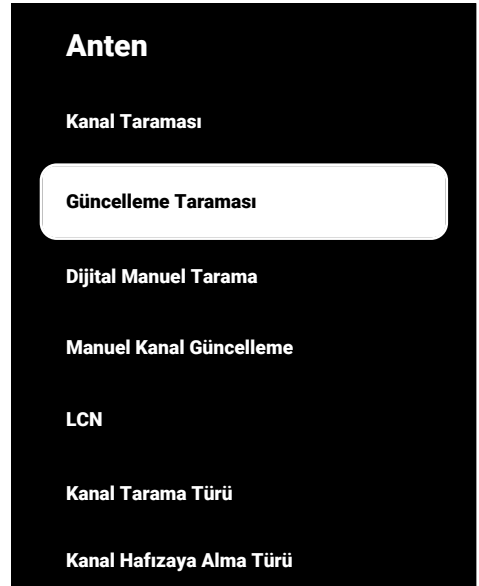 Anten
Kanal Taraması
Güncelleme Taraması
Dijital Manuel Tarama
Manuel Kanal Güncelleme
LCN
Kanal Tarama Türü
Kanal Hafızaya Alma Türü